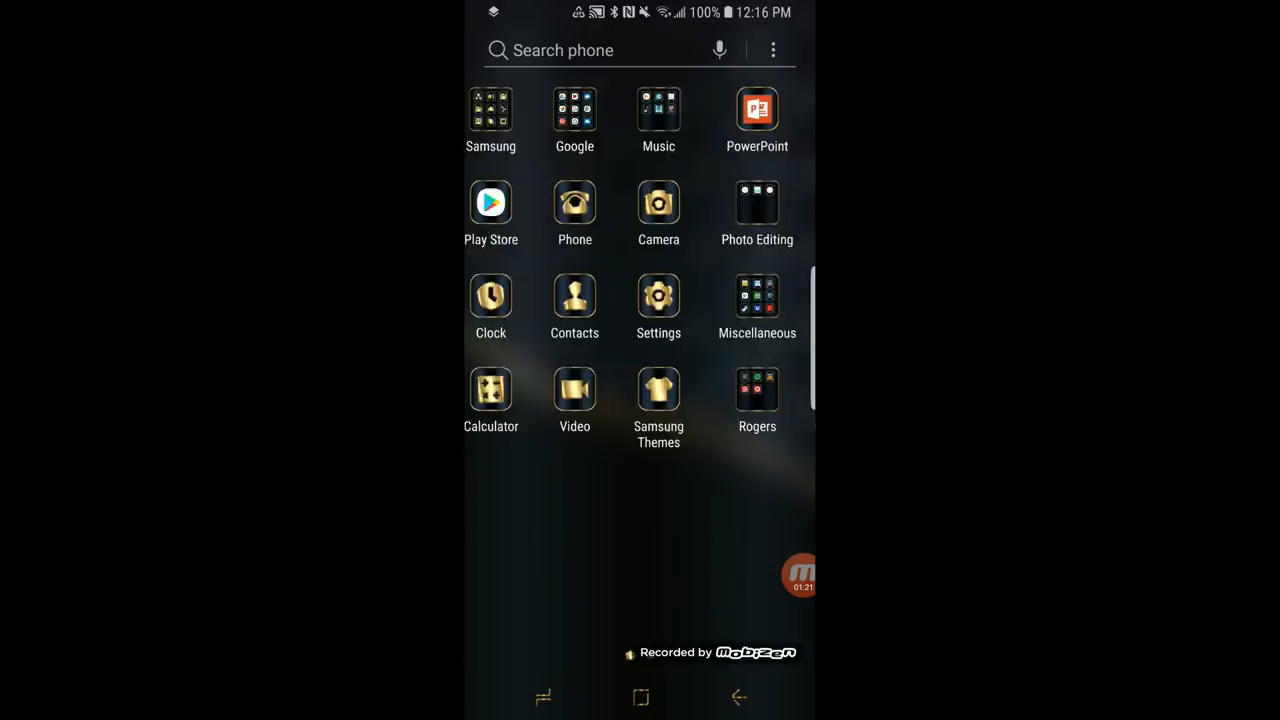 100% 12:16 PM
Search phone
Samsung Google Music PowerPoint
Play Store Phone Camera Photo Editing
Clock Contacts Settings Miscellaneous
Calculator Video Samsung Themes Rogers
01:21
Recorded by mobizen